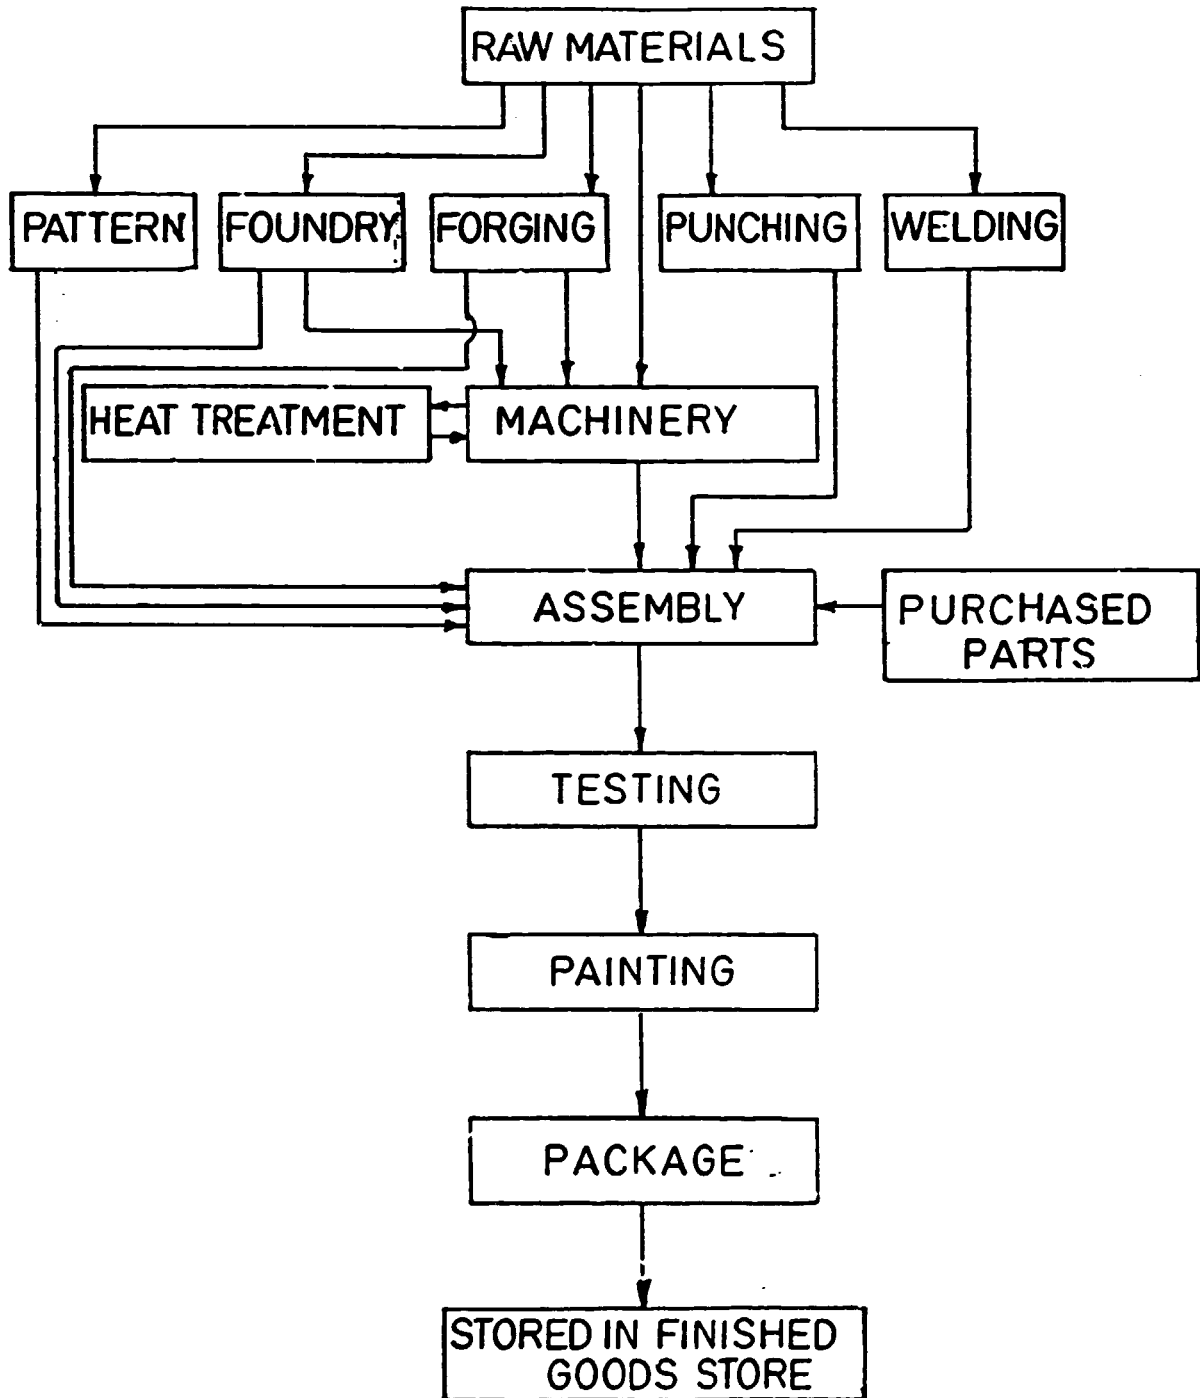 RAW MATERIALS
PATTERN
FOUNDRY
FORGING
PUNCHING
WELDING
HEAT TREATMENT
MACHINERY
ASSEMBLY
PURCHASED
PARTS
TESTING
PAINTING
PACKAGE
STORED IN FINISHED
GOODS STORE